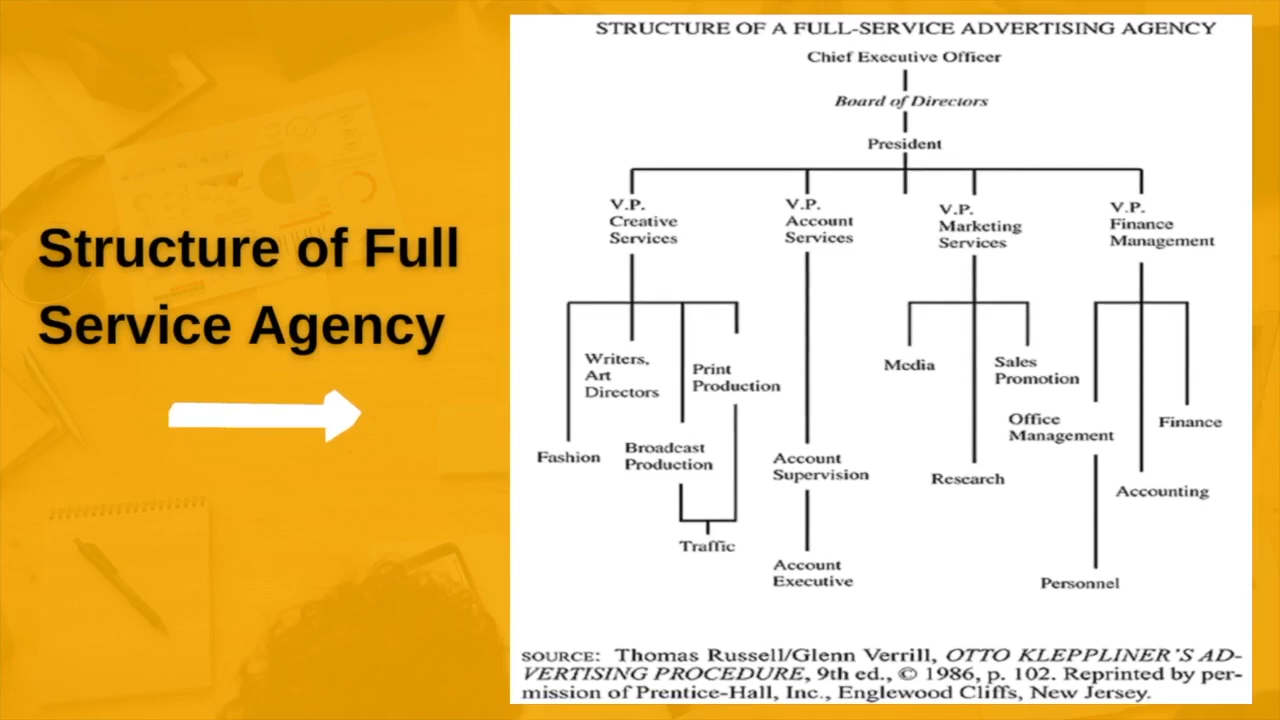 Structure of Full
Service Agency
STRUCTURE OF A FULL-SERVICE ADVERTISING AGENCY
Chief Executive Officer
Board of Directors
President
V.P.
Creative
Services
V.P.
Account
Services
V.P.
Marketing
Services
V.P.
Finance
Management
Writers,
Art
Directors
Print
Production
Media
Sales
Promotion
Office
Management
Finance
Fashion
Broadcast
Production
Account
Supervision
Research
Accounting
Traffic
Account
Executive
Personnel
SOURCE: Thomas Russell/Glenn Verrill, OTTO KLEPPLINER'S AD-
VERTISING PROCEDURE, 9th ed., © 1986, p. 102. Reprinted by per-
mission of Prentice-Hall, Inc., Englewood Cliffs, New Jersey.